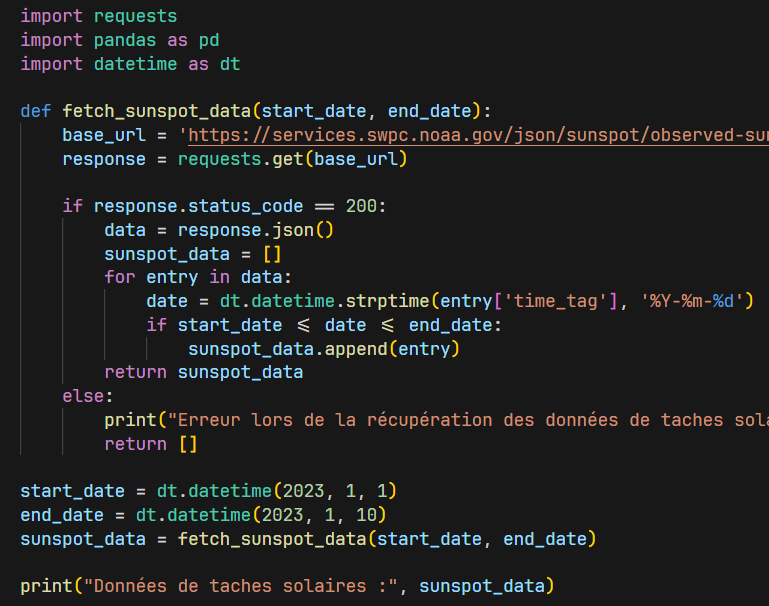 import requests
import pandas as pd
import datetime as dt
def fetch_sunspot_data(start_date, end_date):
base_url = 'https://services.swpc.noaa.gov/json/sunspot/observed-su
response = requests.get(base_url)
if response.status_code == 200:
data = response.json()
sunspot_data = []
for entry in data:
date = dt.datetime.strptime(entry['time_tag'], '%Y-%m-%d')
if start_date <= date <= end_date:
sunspot_data.append(entry)
return sunspot_data
else:
print("Erreur lors de la récupération des données de taches sola
return []
start_date = dt.datetime(2023, 1, 1)
end_date = dt.datetime(2023, 1, 10)
sunspot_data = fetch_sunspot_data(start_date, end_date)
print("Données de taches solaires :", sunspot_data)